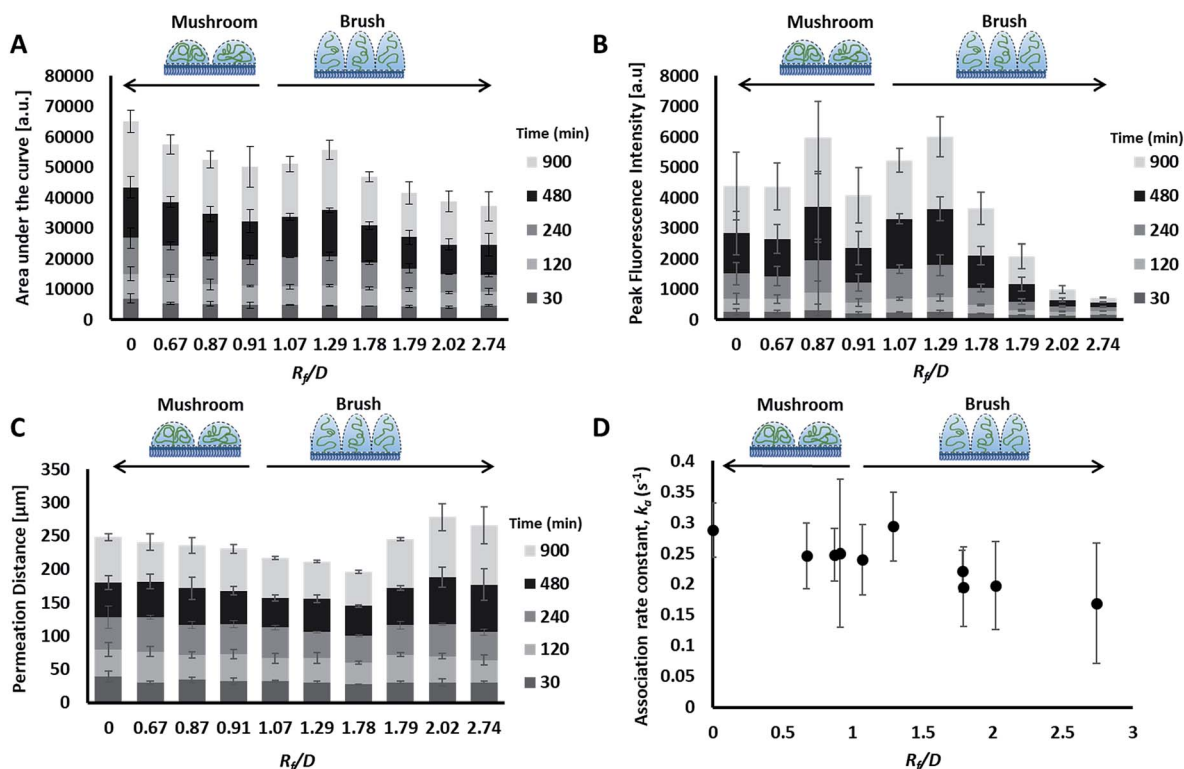 A
Mushroom
Brush
Area under the curve [a.u.]
80000
70000
60000
50000
40000
30000
20000
10000
0
0 0.67 0.87 0.91 1.07 1.29 1.78 1.79 2.02 2.74
Rf/D
Time (min)
900
480
240
120
30
B
Mushroom
Brush
Peak Fluorescence Intensity [a.u]
8000
7000
6000
5000
4000
3000
2000
1000
0
0 0.67 0.87 0.91 1.07 1.29 1.78 1.79 2.02 2.74
Rf/D
Time (min)
900
480
240
120
30
C
Mushroom
Brush
Permeation Distance [µm]
350
300
250
200
150
100
50
0
0 0.67 0.87 0.91 1.07 1.29 1.78 1.79 2.02 2.74
Rf/D
Time (min)
900
480
240
120
30
D
Mushroom
Brush
Association rate constant, ka (s-1)
0.4
0.35
0.3
0.25
0.2
0.15
0.1
0.05
0
0 0.5 1 1.5 2 2.5 3
Rf/D